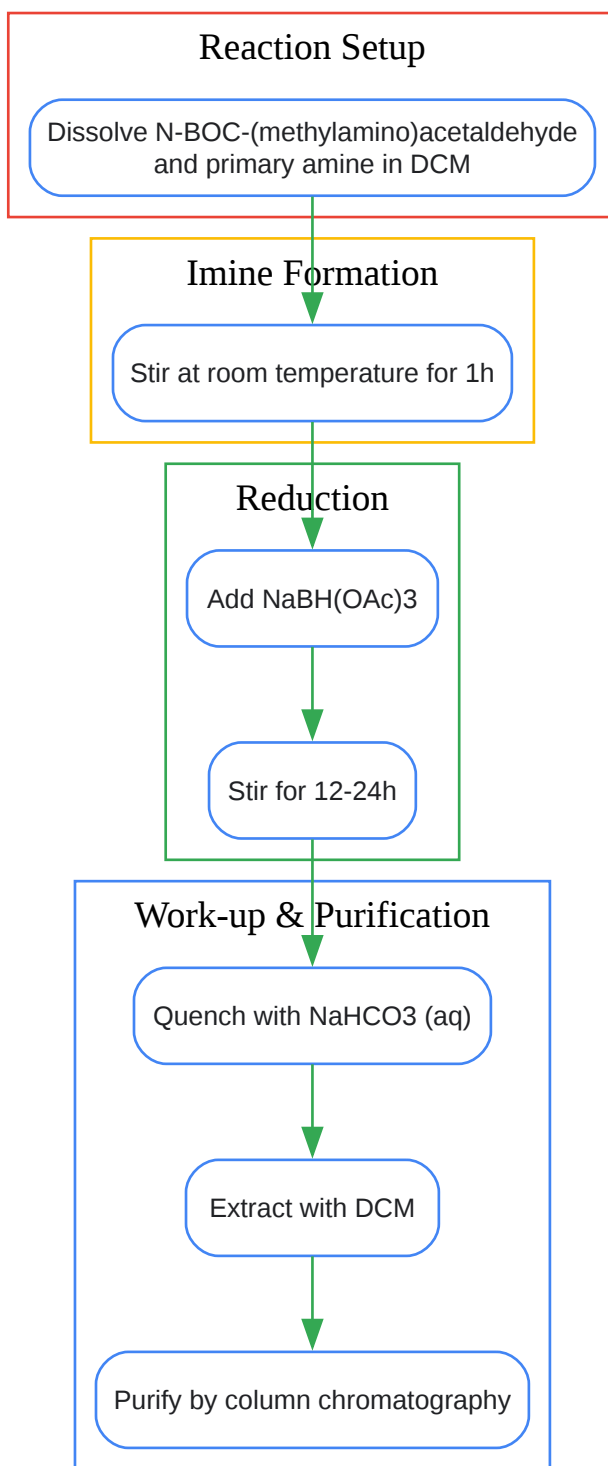 Reaction Setup
Dissolve N-BOC-(methylamino)acetaldehyde
and primary amine in DCM
Imine Formation
Stir at room temperature for 1h
Reduction
Add NaBH(OAc)3
Stir for 12-24h
Work-up & Purification
Quench with NaHCO3 (aq)
Extract with DCM
Purify by column chromatography